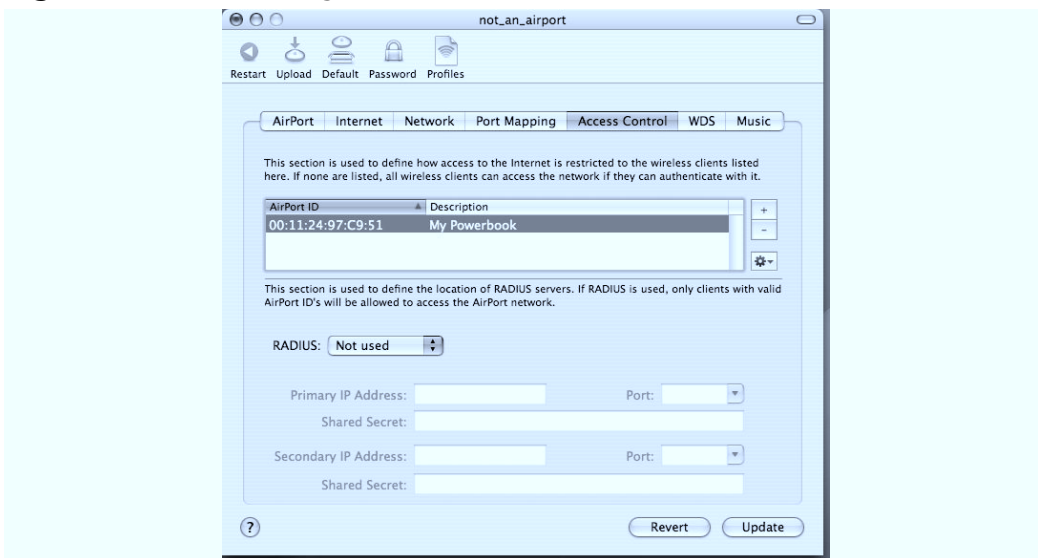 not_an_airport
Restart Upload Default Password Profiles
AirPort Internet Network Port Mapping Access Control WDS Music
This section is used to define how access to the Internet is restricted to the wireless clients listed
here. If none are listed, all wireless clients can access the network if they can authenticate with it.
AirPort ID Description
00:11:24:97:C9:51 My Powerbook
+
-
This section is used to define the location of RADIUS servers. If RADIUS is used, only clients with valid
AirPort ID's will be allowed to access the AirPort network.
RADIUS: Not used
Primary IP Address: Port:
Shared Secret:
Secondary IP Address: Port:
Shared Secret:
? Revert Update